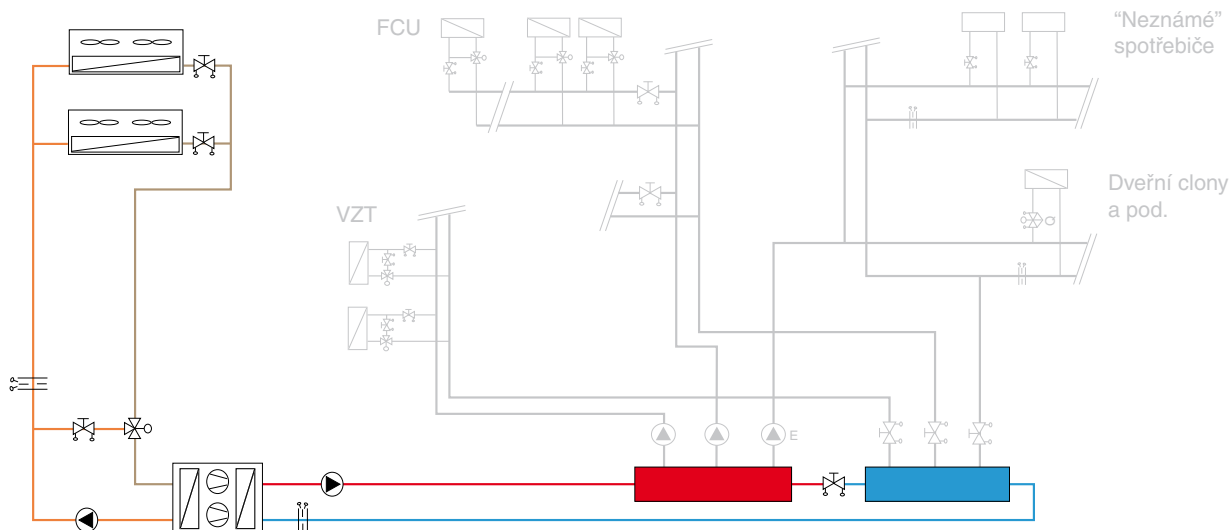 FCU
“Neznámé”
spotřebiče
Dveřní clony
a pod.
VZT
E